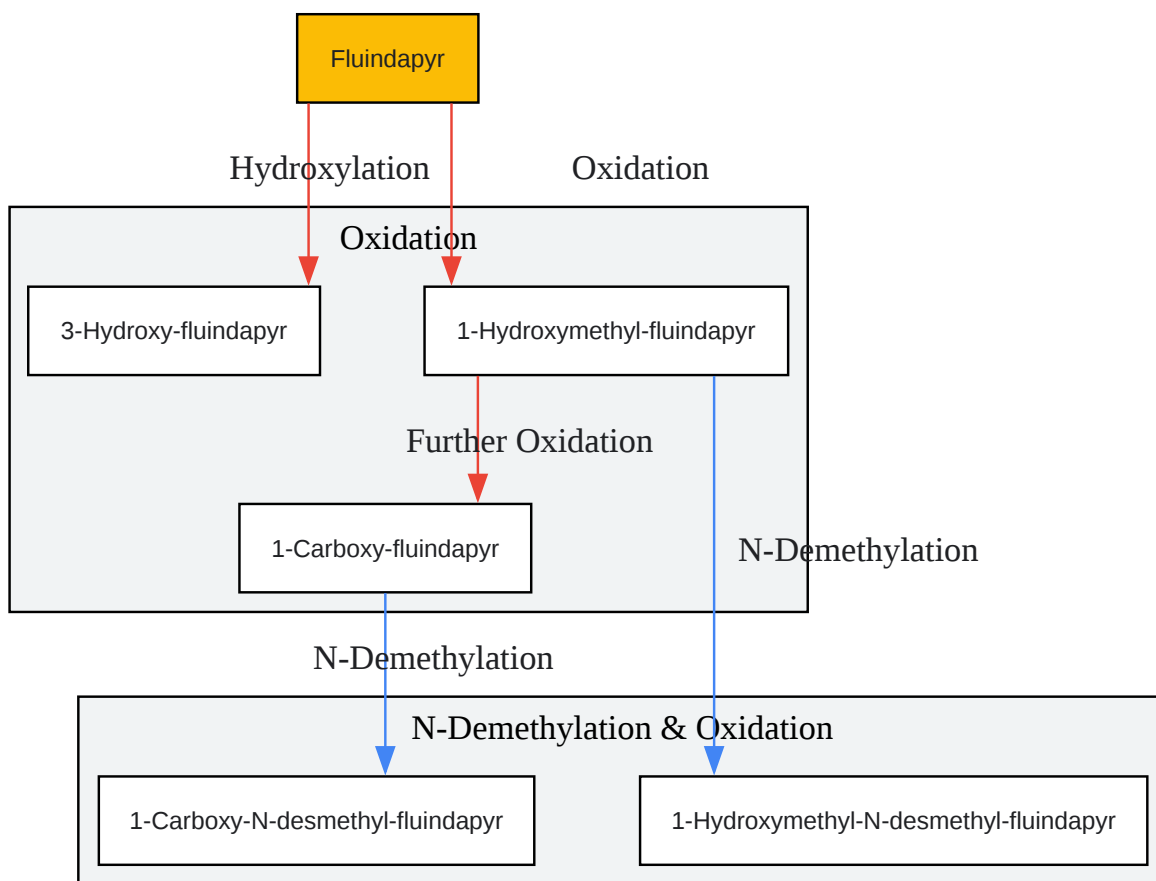 Fluindapyr
Hydroxylation
Oxidation
Oxidation
3-Hydroxy-fluindapyr
1-Hydroxymethyl-fluindapyr
Further Oxidation
1-Carboxy-fluindapyr
N-Demethylation
N-Demethylation
N-Demethylation & Oxidation
1-Carboxy-N-desmethyl-fluindapyr
1-Hydroxymethyl-N-desmethyl-fluindapyr